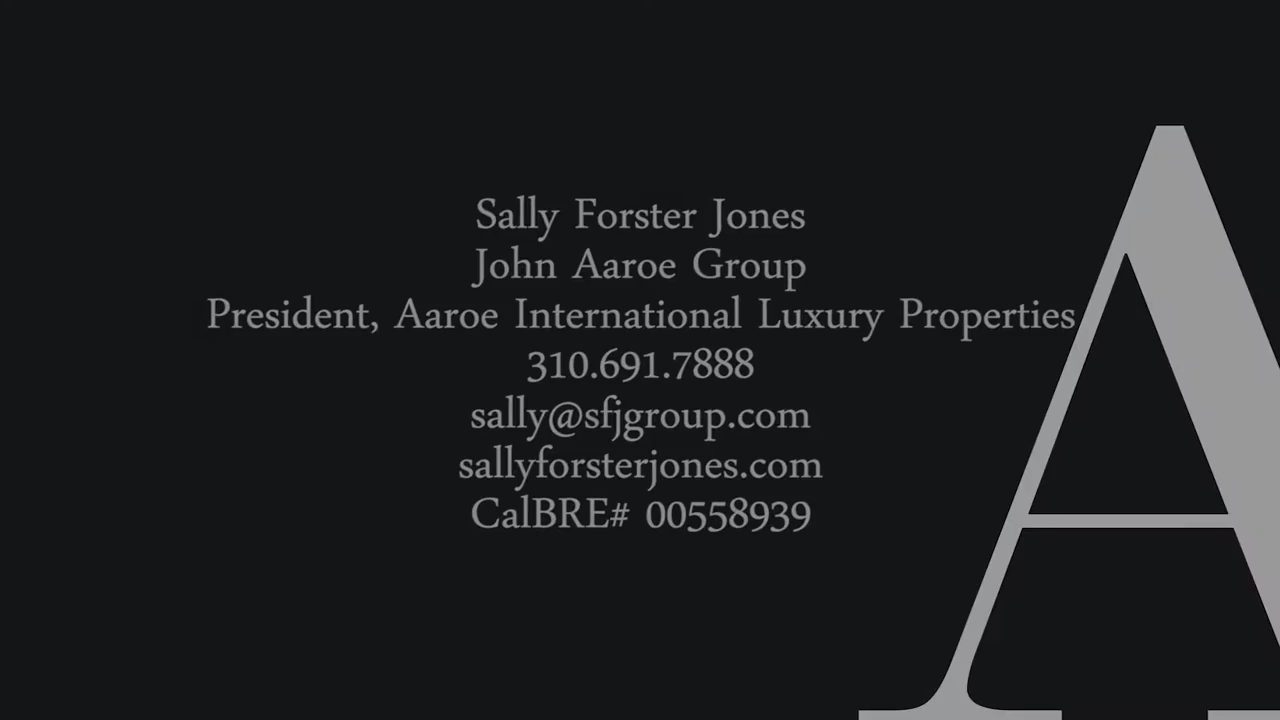 Sally Forster Jones
John Aaroe Group
President, Aaroe International Luxury Properties
310.691.7888
sally@sfjgroup.com
sallyforsterjones.com
CalBRE# 00558939
A